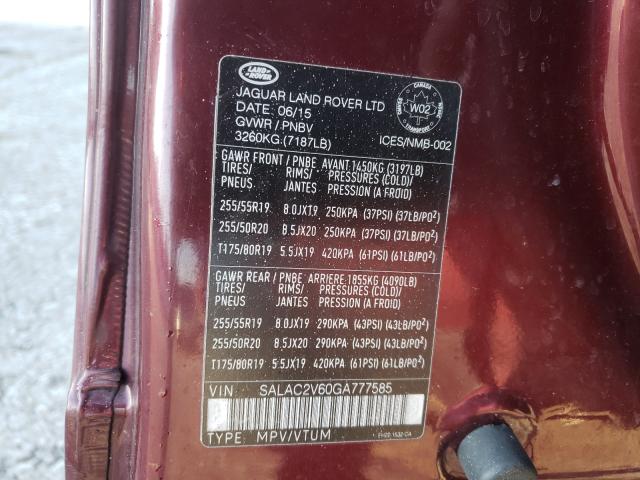 LAND ROVER
JAGUAR LAND ROVER LTD
DATE 06/15
GVWR / PNBV
3260KG (7187LB)
CANADA
W02
ICES/NMB-002
GAWR FRONT / PNBE AVANT 1450KG (3197LB)
TIRES/ RIMS/ PRESSURES (COLD)/
PNEUS JANTES PRESSION (A FROID)
255/55R19 8.0JX19 250KPA (37PSI) (37LB/PO²)
255/50R20 8.5JX20 250KPA (37PSI) (37LB/PO²)
T175/80R19 5.5JX19 420KPA (61PSI) (61LB/PO²)
GAWR REAR / PNBE ARRIERE 1855KG (4090LB)
TIRES/ RIMS/ PRESSURES (COLD)/
PNEUS JANTES PRESSION (A FROID)
255/55R19 8.0JX19 290KPA (43PSI) (43LB/PO²)
255/50R20 8.5JX20 290KPA (43PSI) (43LB/PO²)
T175/80R19 5.5JX19 420KPA (61PSI) (61LB/PO²)
VIN: SALAC2V60GA777585
TYPE: MPV/VTUM